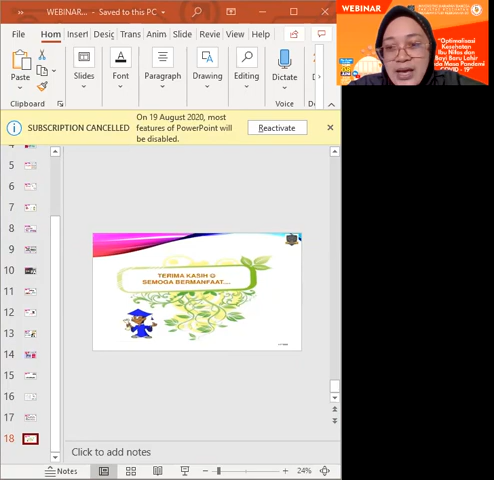 WEBINAR... - Saved to this PC
File Hom Insert Desig Trans Anim Slid Revie View Help
Paste
Slides
Font
Paragraph
Drawing
Editing
Dictate
Clipboard
SUBSCRIPTION CANCELLED On 19 August 2020, most
features of PowerPoint will
be disabled.
Reactivate
5
6
7
8
9
10
11
12
13
14
15
16
17
18
TERIMA KASIH
SEMOGA BERMANFAAT....
Click to add notes
Notes
24%
WEBINAR
"Optimalisasi
Kesehatan
Ibu Nifas dan
Bayi Baru Lahir
Pada Masa Pandemi
COVID - 19"